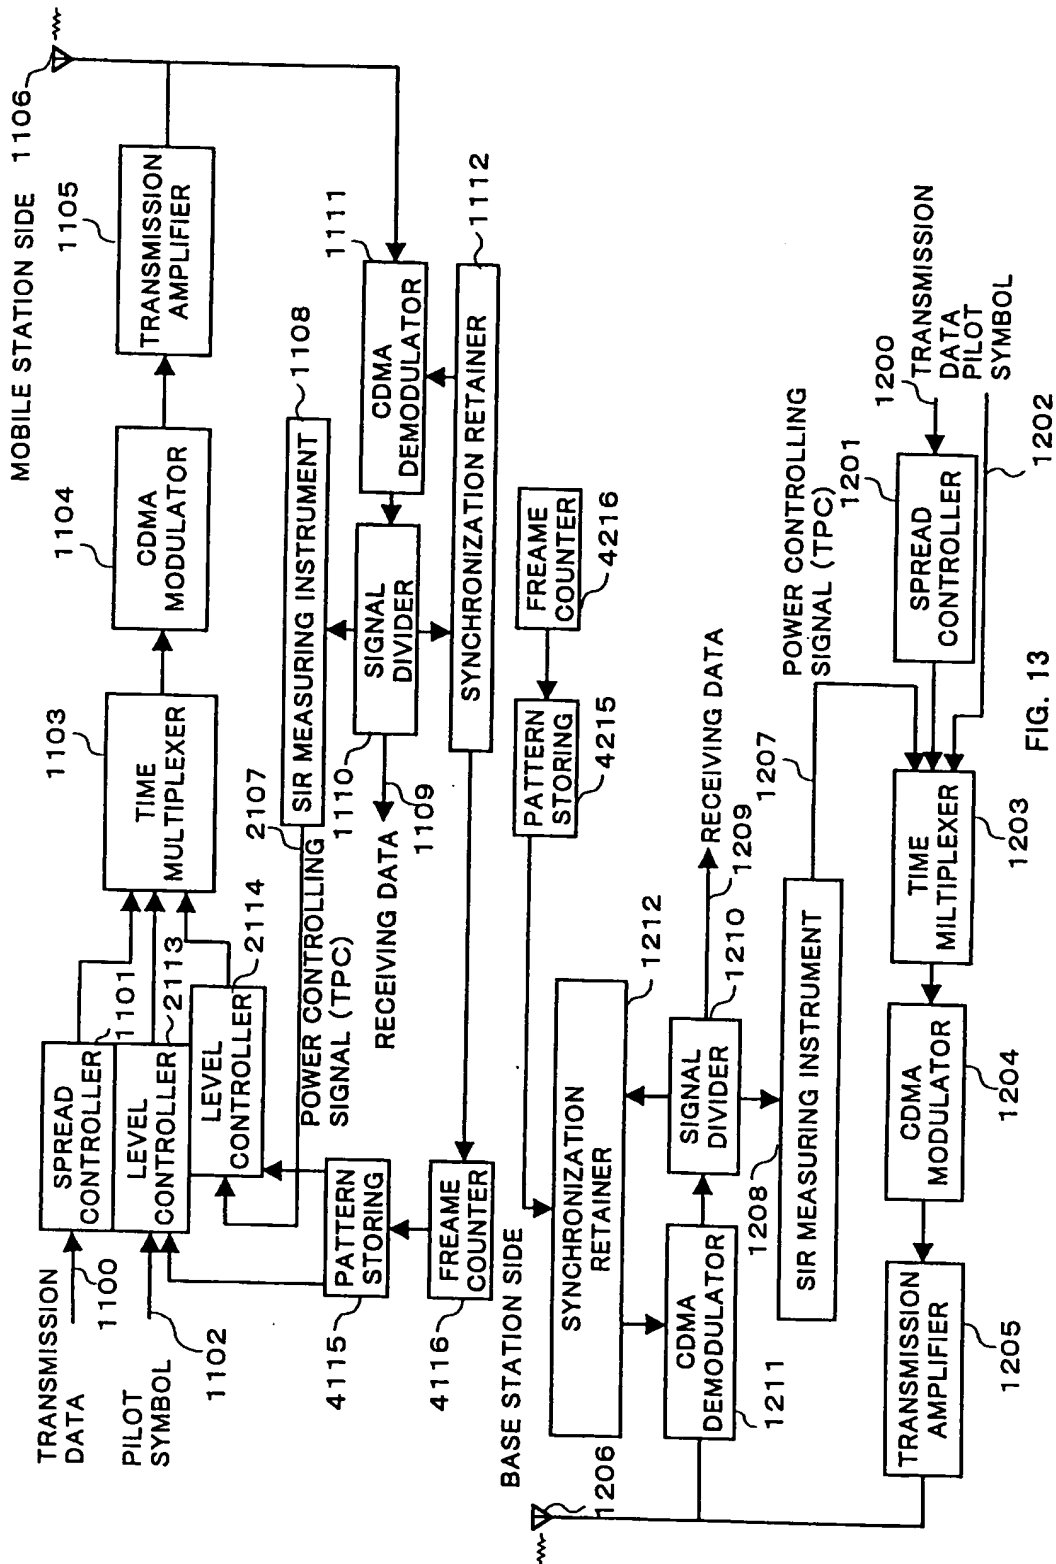 MOBILE STATION SIDE
1106
TRANSMISSION
DATA
1100
PILOT
SYMBOL
1102
SPREAD
CONTROLLER
1101
LEVEL
CONTROLLER
2113
LEVEL
CONTROLLER
2114
TIME
MULTIPLEXER
1103
CDMA
MODULATOR
1104
TRANSMISSION
AMPLIFIER
1105
2107
POWER CONTROLLING
SIGNAL (TPC)
SIR MEASURING INSTRUMENT
1108
1110
SIGNAL
DIVIDER
CDMA
DEMODULATOR
1111
RECEIVING DATA
1109
SYNCHRONIZATION RETAINER
1112
PATTERN
STORING
4115
FREAME
COUNTER
4116
BASE STATION SIDE
1206
PATTERN
STORING
4215
FREAME
COUNTER
4216
SYNCHRONIZATION
RETAINER
1212
CDMA
DEMODULATOR
1211
SIGNAL
DIVIDER
1210
RECEIVING DATA
1209
1208
SIR MEASURING INSTRUMENT
1207
POWER CONTROLLING
SIGNAL (TPC)
TRANSMISSION
AMPLIFIER
1205
CDMA
MODULATOR
1204
TIME
MILTIPLEXER
1203
SPREAD
CONTROLLER
1201
1200
TRANSMISSION
DATA
PILOT
SYMBOL
1202
FIG. 13